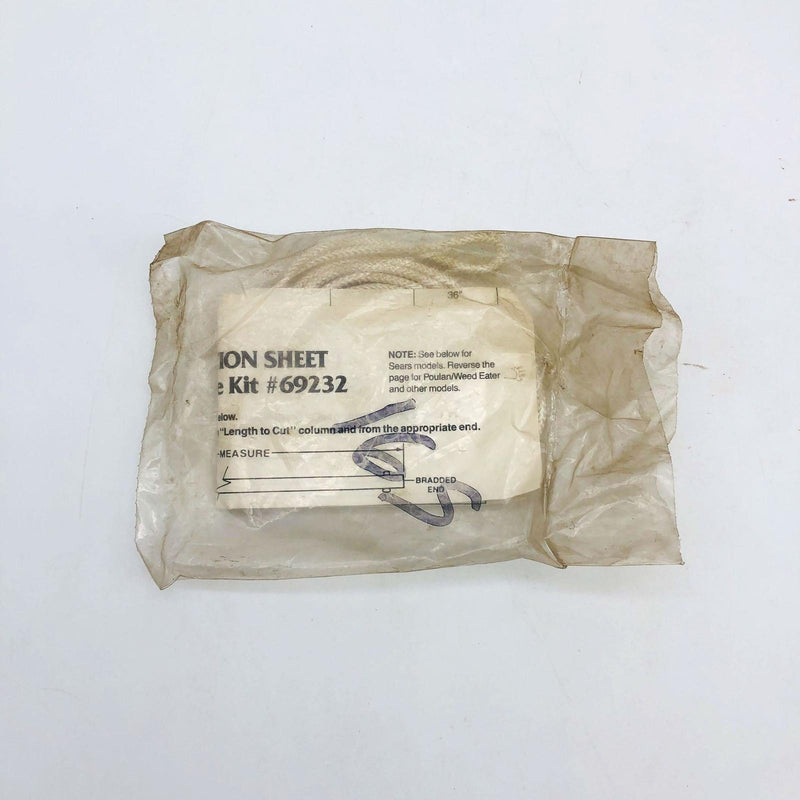 36"
TION SHEET
e Kit #69232
NOTE: See below for
Sears models. Reverse the
page for Poulan/Weed Eater
and other models.
elow.
"Length to Cut" column and from the appropriate end.
MEASURE
BRADDED
END